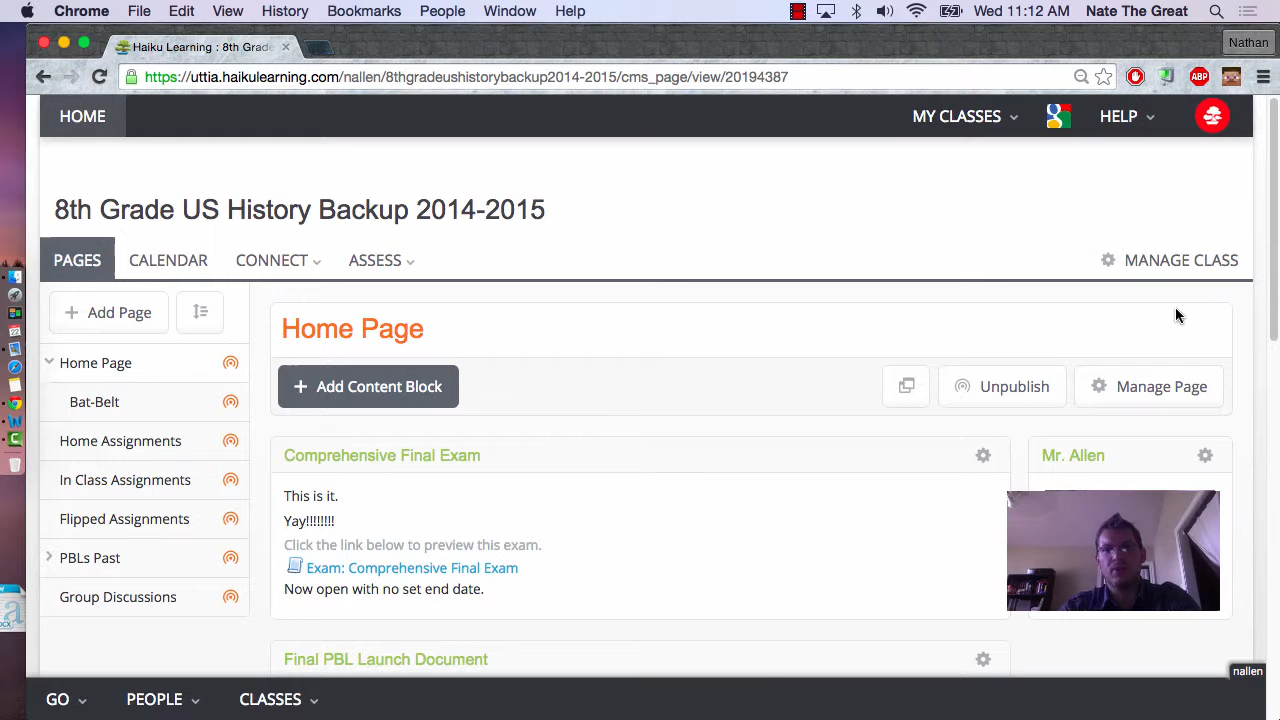 Chrome File Edit View History Bookmarks People Window Help Wed 11:12 AM Nate The Great
Haiku Learning : 8th Grade Nathan
https://uttia.haikulearning.com/nallen/8thgradeushistorybackup2014-2015/cms_page/view/20194387 ABP
HOME MY CLASSES HELP
8th Grade US History Backup 2014-2015
PAGES CALENDAR CONNECT ASSESS MANAGE CLASS
+ Add Page
Home Page
Bat-Belt
Home Assignments
In Class Assignments
Flipped Assignments
PBLs Past
Group Discussions
Home Page
+ Add Content Block Unpublish Manage Page
Comprehensive Final Exam
This is it.
Yay!!!!!!!!
Click the link below to preview this exam.
Exam: Comprehensive Final Exam
Now open with no set end date.
Final PBL Launch Document
Mr. Allen
nallen
GO PEOPLE CLASSES